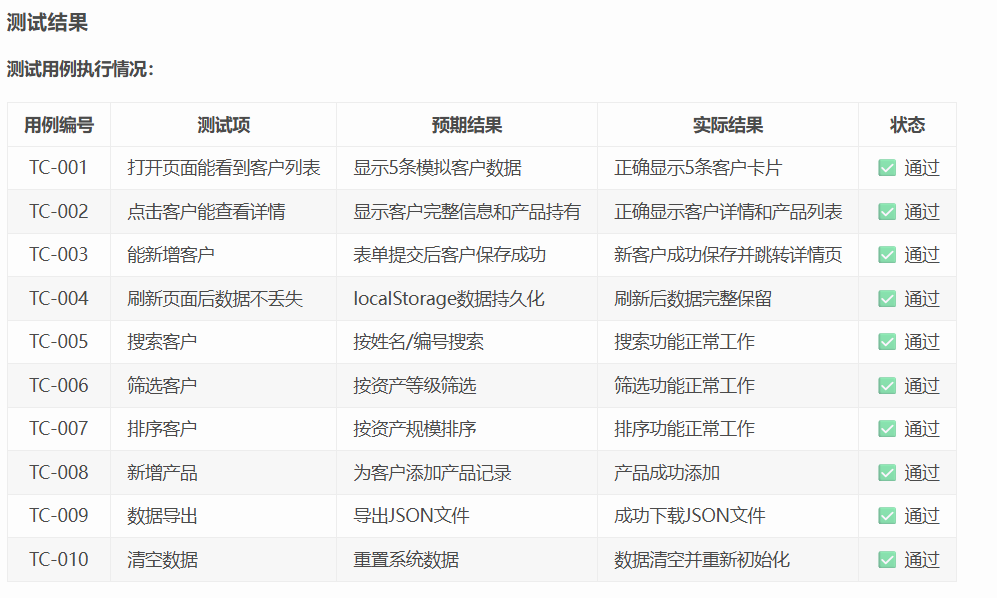 测试结果
测试用例执行情况：
用例编号 测试项 预期结果 实际结果 状态
TC-001 打开页面能看到客户列表 显示5条模拟客户数据 正确显示5条客户卡片 ✅ 通过
TC-002 点击客户能查看详情 显示客户完整信息和产品持有 正确显示客户详情和产品列表 ✅ 通过
TC-003 能新增客户 表单提交后客户保存成功 新客户成功保存并跳转详情页 ✅ 通过
TC-004 刷新页面后数据不丢失 localStorage数据持久化 刷新后数据完整保留 ✅ 通过
TC-005 搜索客户 按姓名/编号搜索 搜索功能正常工作 ✅ 通过
TC-006 筛选客户 按资产等级筛选 筛选功能正常工作 ✅ 通过
TC-007 排序客户 按资产规模排序 排序功能正常工作 ✅ 通过
TC-008 新增产品 为客户添加产品记录 产品成功添加 ✅ 通过
TC-009 数据导出 导出JSON文件 成功下载JSON文件 ✅ 通过
TC-010 清空数据 重置系统数据 数据清空并重新初始化 ✅ 通过